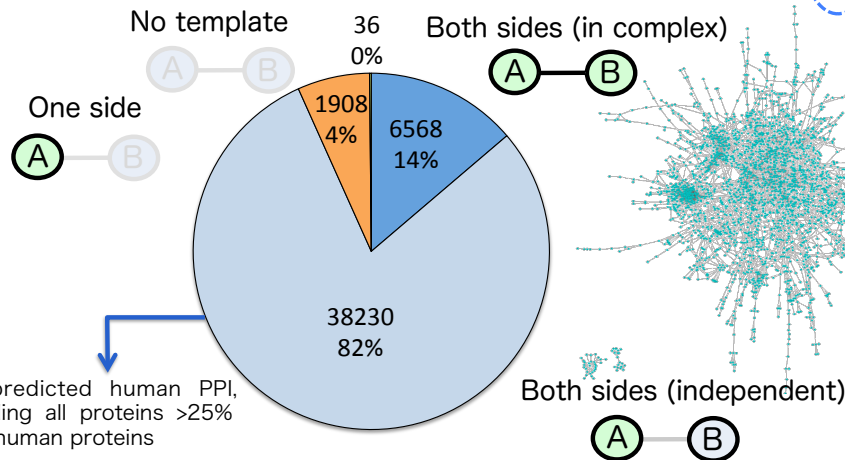 No template
A B
36
0%
Both sides (in complex)
A B
One side
A B
1908
4%
6568
14%
38230
82%
predicted human PPI,
ing all proteins >25%
human proteins
Both sides (independent)
A B